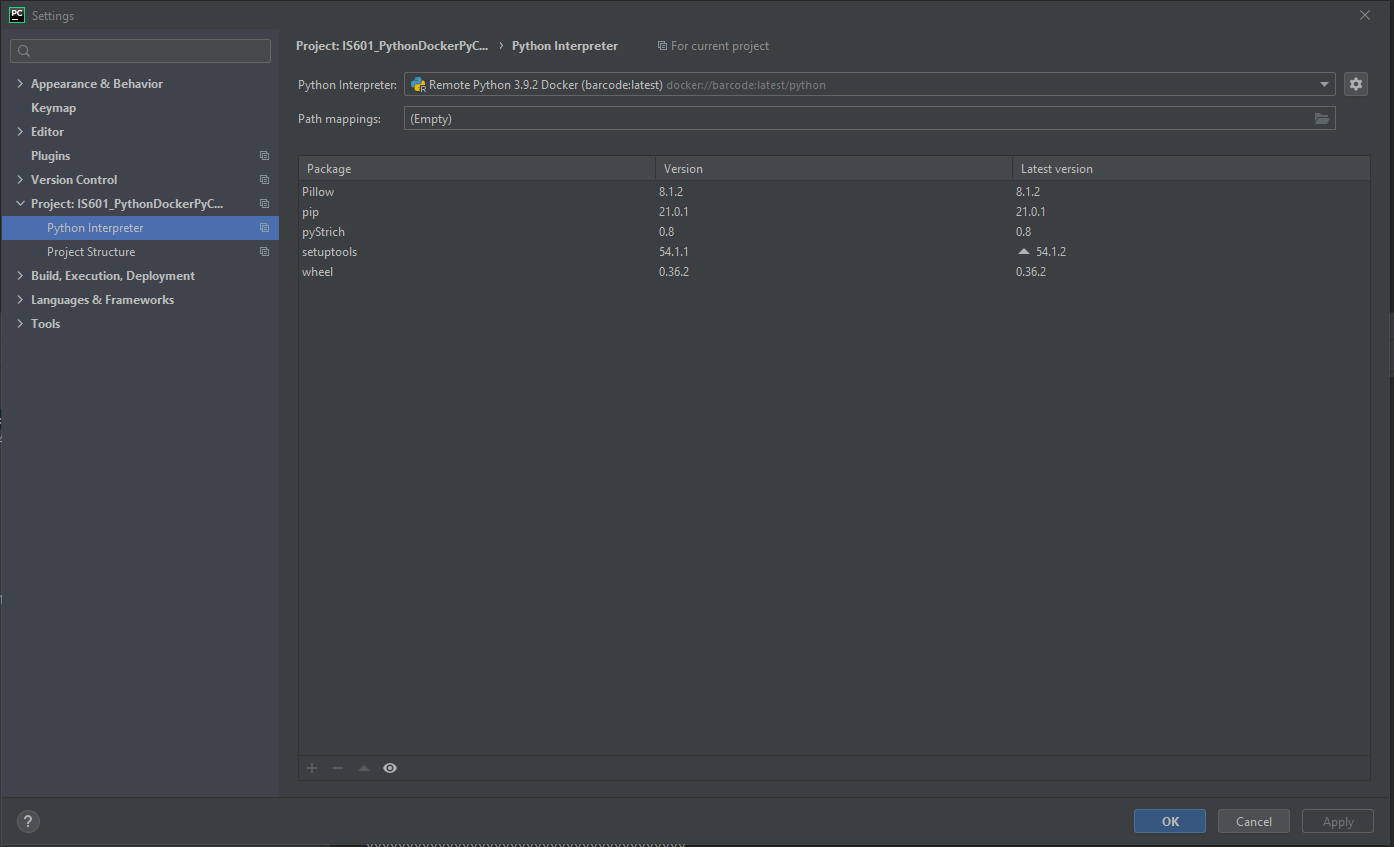 PC Settings
Project: IS601_PythonDockerPyC... › Python Interpreter For current project
Appearance & Behavior
Keymap
Editor
Plugins
Version Control
Project: IS601_PythonDockerPyC...
Python Interpreter
Project Structure
Build, Execution, Deployment
Languages & Frameworks
Tools
Python Interpreter: Remote Python 3.9.2 Docker (barcode:latest) docker://barcode:latest/python
Path mappings: (Empty)
Package Version Latest version
Pillow 8.1.2 8.1.2
pip 21.0.1 21.0.1
pyStrich 0.8 0.8
setuptools 54.1.1 54.1.2
wheel 0.36.2 0.36.2
? OK Cancel Apply